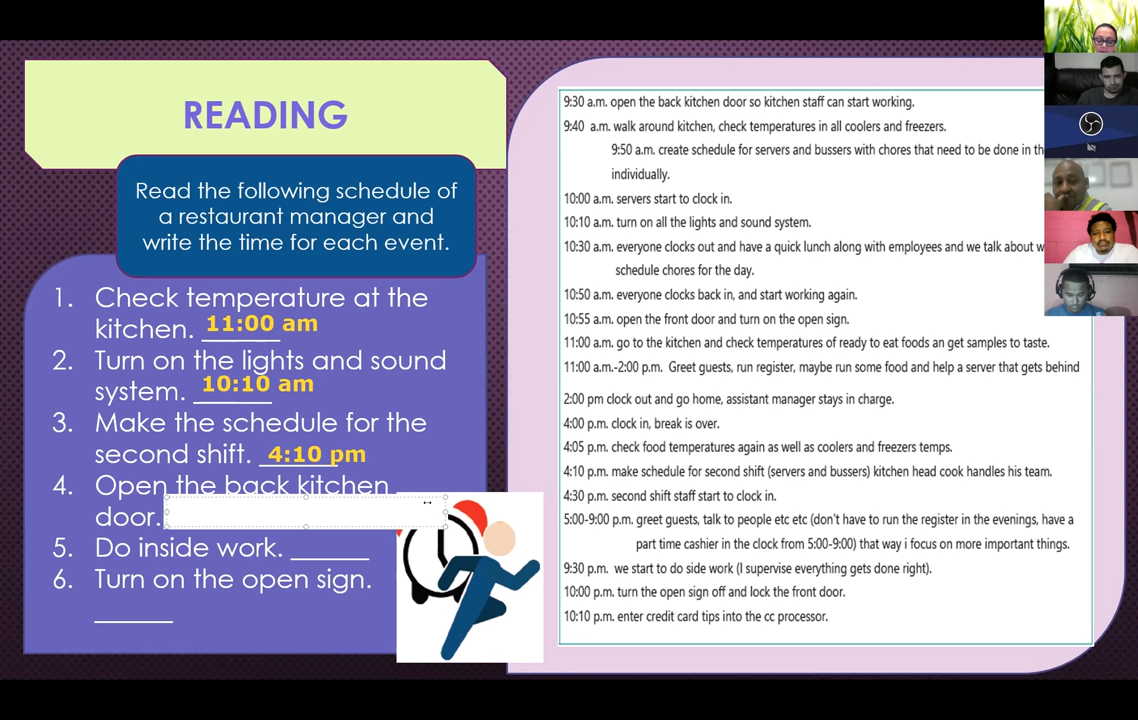 READING
Read the following schedule of
a restaurant manager and
write the time for each event.
1. Check temperature at the
kitchen. 11:00 am
2. Turn on the lights and sound
system. 10:10 am
3. Make the schedule for the
second shift. 4:10 pm
4. Open the back kitchen
door.
5. Do inside work. ______
6. Turn on the open sign.
______
9:30 a.m. open the back kitchen door so kitchen staff can start working.
9:40 a.m. walk around kitchen, check temperatures in all coolers and freezers.
9:50 a.m. create schedule for servers and bussers with chores that need to be done in
individually.
10:00 a.m. servers start to clock in.
10:10 a.m. turn on all the lights and sound system.
10:30 a.m. everyone clocks out and have a quick lunch along with employees and we talk about
schedule chores for the day.
10:50 a.m. everyone clocks back in, and start working again.
10:55 a.m. open the front door and turn on the open sign.
11:00 a.m. go to the kitchen and check temperatures of ready to eat foods an get samples to taste.
11:00 a.m.-2:00 p.m. Greet guests, run register, maybe run some food and help a server that gets behind
2:00 pm clock out and go home, assistant manager stays in charge.
4:00 p.m. clock in, break is over.
4:05 p.m. check food temperatures again as well as coolers and freezers temps.
4:10 p.m. make schedule for second shift (servers and bussers) kitchen head cook handles his team.
4:30 p.m. second shift staff start to clock in.
5:00-9:00 p.m. greet guests, talk to people etc etc (don't have to run the register in the evenings, have a
part time cashier in the clock from 5:00-9:00) that way i focus on more important things.
9:30 p.m. we start to do side work (I supervise everything gets done right).
10:00 p.m. turn the open sign off and lock the front door.
10:10 p.m. enter credit card tips into the cc processor.